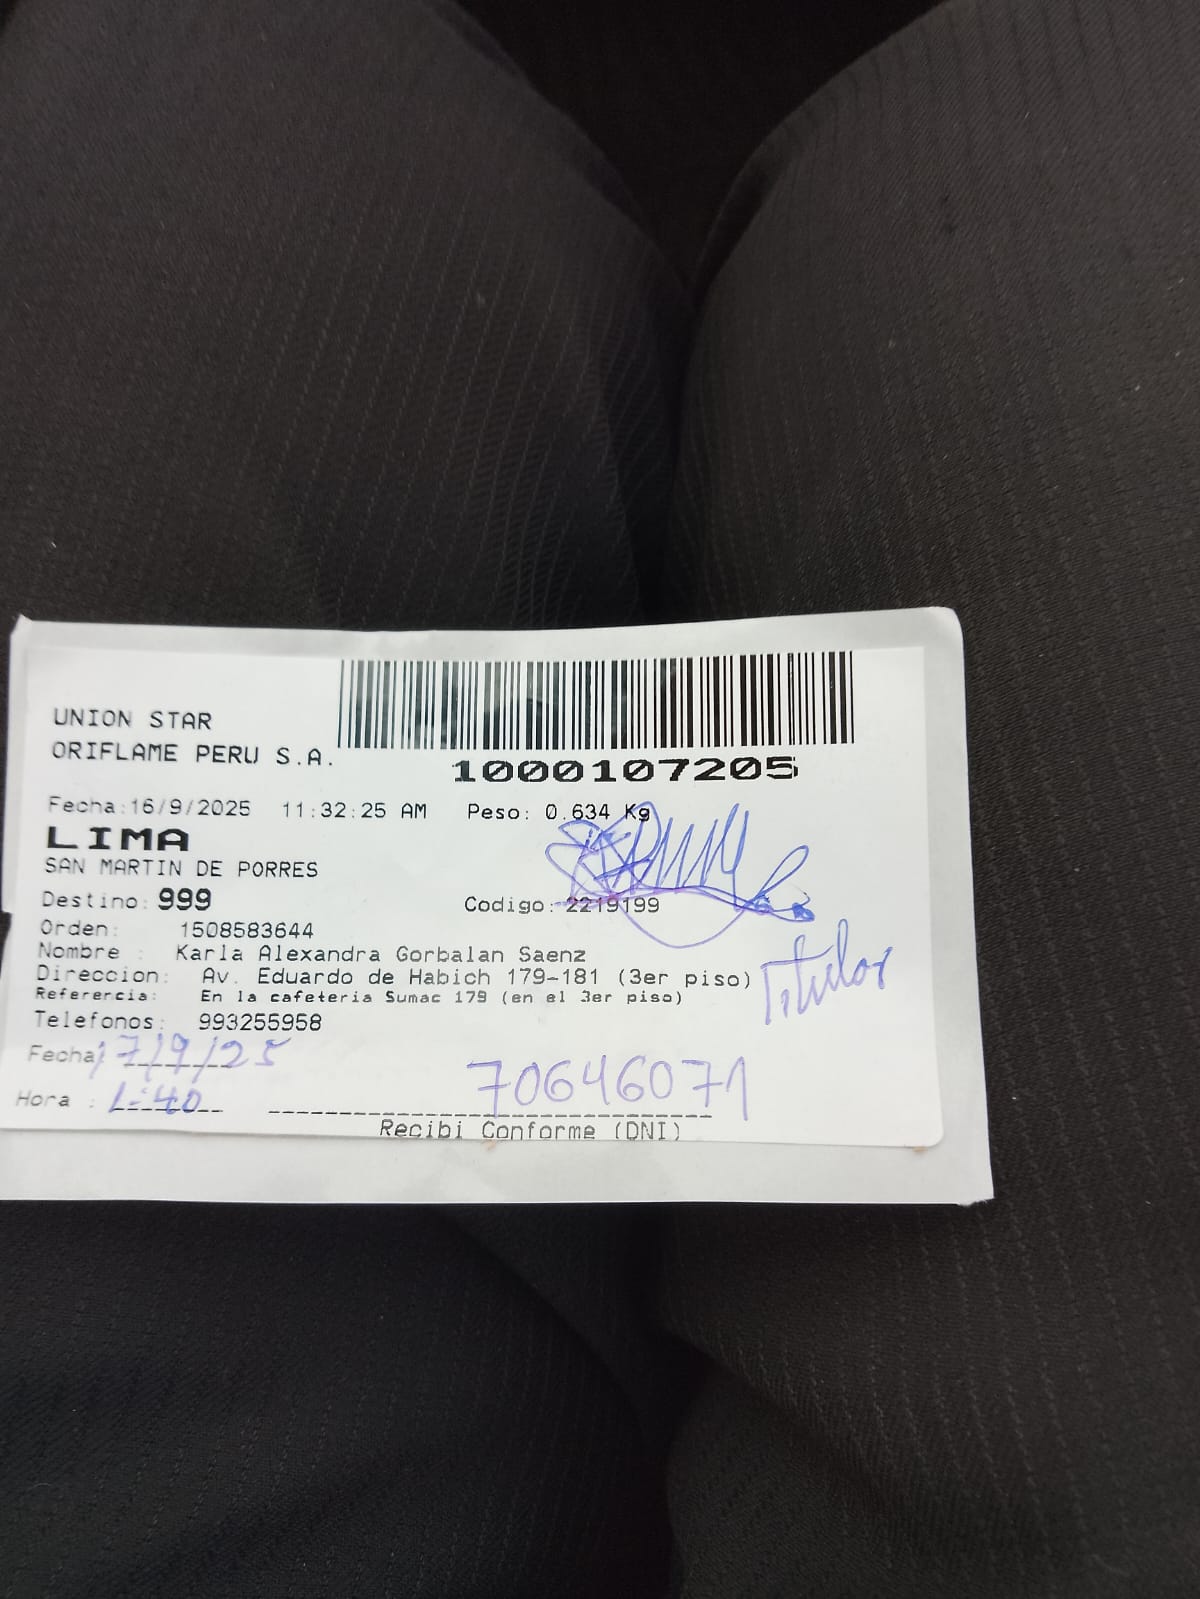 UNION STAR
ORIFLAME PERU S.A.
1000107205
Fecha:16/9/2025 11:32:25 AM Peso: 0.634 Kg
LIMA
SAN MARTIN DE PORRES
Destino: 999 Codigo: 2219199
Orden: 1508583644
Nombre : Karla Alexandra Gorbalan Saenz
Direccion: Av. Eduardo de Habich 179-181 (3er piso)
Titular
Referencia: En la cafeteria Sumac 179 (en el 3er piso)
Telefonos: 993255958
Fecha 17/9/25
70646071
Hora : 1:40
Recibi Conforme (DNI)